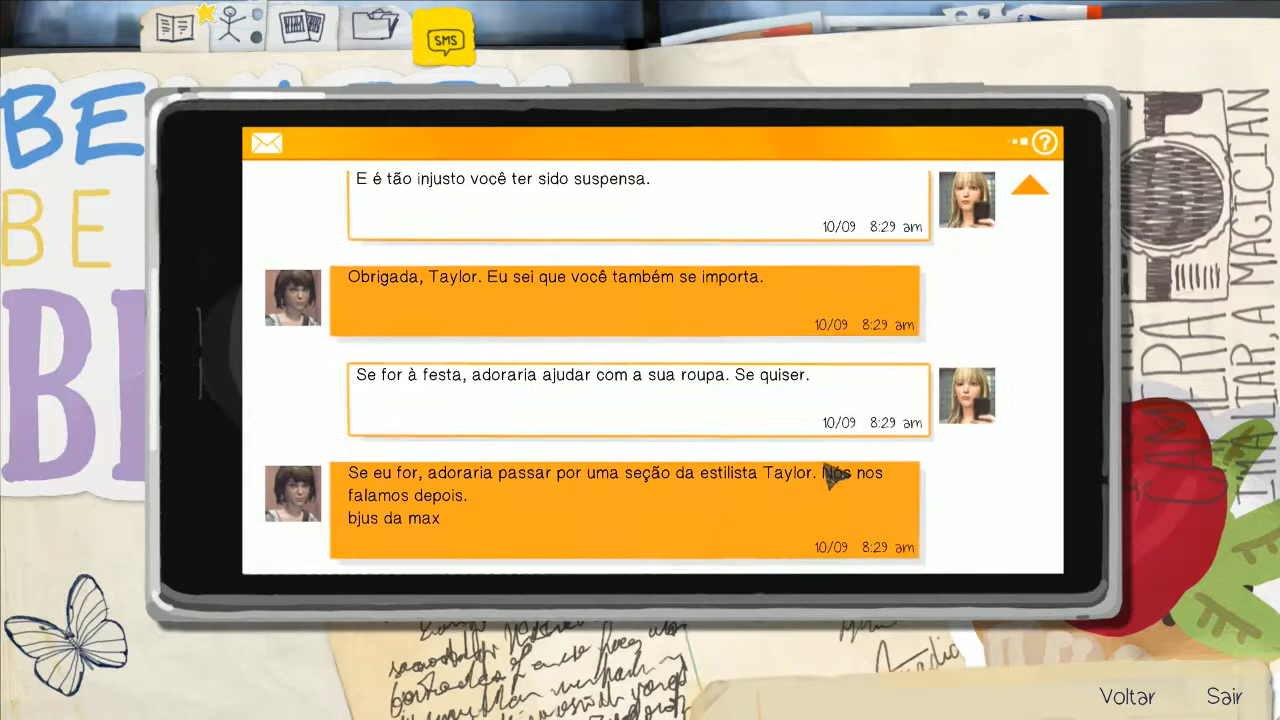 SMS
BE
BE
E é tão injusto você ter sido suspensa.
10/09 8:29 am
Obrigada, Taylor. Eu sei que você também se importa.
10/09 8:29 am
Se for à festa, adoraria ajudar com a sua roupa. Se quiser.
10/09 8:29 am
Se eu for, adoraria passar por uma seção da estilista Taylor. Nós nos
falamos depois.
bjus da max
10/09 8:29 am
CAMERA
LIAR, A MAGICIAN
Voltar Sair